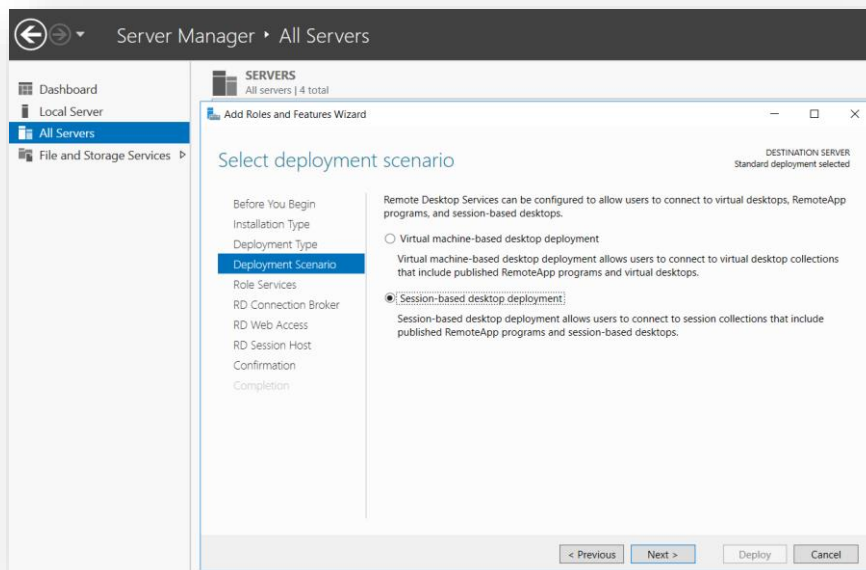 Server Manager ‣ All Servers
Dashboard
Local Server
All Servers
File and Storage Services
SERVERS
All servers | 4 total
Add Roles and Features Wizard
Select deployment scenario
DESTINATION SERVER
Standard deployment selected
Before You Begin
Installation Type
Deployment Type
Deployment Scenario
Role Services
RD Connection Broker
RD Web Access
RD Session Host
Confirmation
Completion
Remote Desktop Services can be configured to allow users to connect to virtual desktops, RemoteApp
programs, and session-based desktops.
Virtual machine-based desktop deployment
Virtual machine-based desktop deployment allows users to connect to virtual desktop collections
that include published RemoteApp programs and virtual desktops.
Session-based desktop deployment
Session-based desktop deployment allows users to connect to session collections that include
published RemoteApp programs and session-based desktops.
< Previous
Next >
Deploy
Cancel